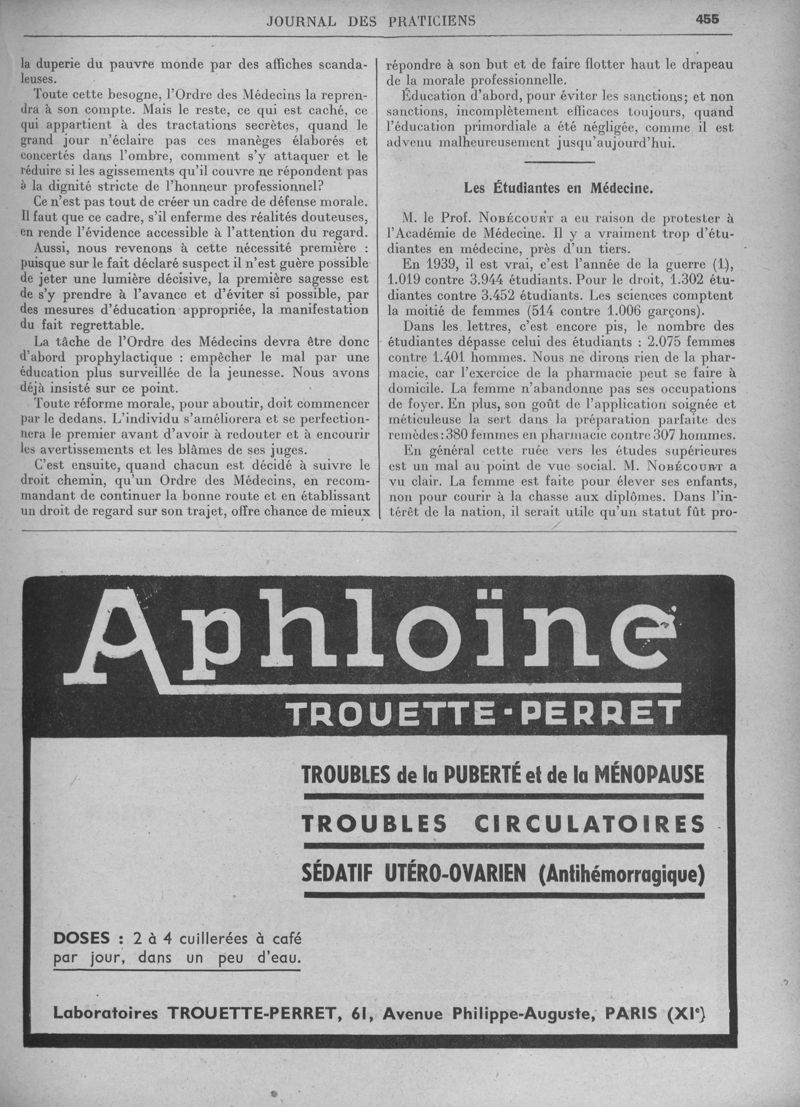 JOURNAL DES PRATICIENS 455
la duperie du pauvre monde par des affiches scanda-
leuses.
Toute cette besogne, l'Ordre des Médecins la repren-
dra à son compte. Mais le reste, ce qui est caché, ce
qui appartient à des tractations secrètes, quand le
grand jour n'éclaire pas ces manèges élaborés et
concertés dans l'ombre, comment s'y attaquer et le
réduire si les agissements qu'il couvre ne répondent pas
à la dignité stricte de l'honneur professionnel?
Ce n'est pas tout de créer un cadre de défense morale.
Il faut que ce cadre, s'il enferme des réalités douteuses,
en rende l'évidence accessible à l'attention du regard.
Aussi, nous revenons à cette nécessité première :
puisque sur le fait déclaré suspect il n'est guère possible
de jeter une lumière décisive, la première sagesse est
de s'y prendre à l'avance et d'éviter si possible, par
des mesures d'éducation appropriée, la manifestation
du fait regrettable.
La tâche de l'Ordre des Médecins devra être donc
d'abord prophylactique : empêcher le mal par une
éducation plus surveillée de la jeunesse. Nous avons
déjà insisté sur ce point.
Toute réforme morale, pour aboutir, doit commencer
par le dedans. L'individu s'améliorera et se perfection-
nera le premier avant d'avoir à redouter et à encourir
les avertissements et les blâmes de ses juges.
C'est ensuite, quand chacun est décidé à suivre le
droit chemin, qu'un Ordre des Médecins, en recom-
mandant de continuer la bonne route et en établissant
un droit de regard sur son trajet, offre chance de mieux
répondre à son but et de faire flotter haut le drapeau
de la morale professionnelle.
Éducation d'abord, pour éviter les sanctions; et non
sanctions, incomplètement efficaces toujours, quand
l'éducation primordiale a été négligée, comme il est
advenu malheureusement jusqu'aujourd'hui.
Les Étudiantes en Médecine.
M. le Prof. NOBÉCOURT a eu raison de protester à
l'Académie de Médecine. Il y a vraiment trop d'étu-
diantes en médecine, près d'un tiers.
En 1939, il est vrai, c'est l'année de la guerre (1),
1.019 contre 3.944 étudiants. Pour le droit, 1.302 étu-
diantes contre 3.452 étudiants. Les sciences comptent
la moitié de femmes (514 contre 1.006 garçons).
Dans les lettres, c'est encore pis, le nombre des
étudiantes dépasse celui des étudiants : 2.075 femmes
contre 1.401 hommes. Nous ne dirons rien de la phar-
macie, car l'exercice de la pharmacie peut se faire à
domicile. La femme n'abandonne pas ses occupations
de foyer. En plus, son goût de l'application soignée et
méticuleuse la sert dans la préparation parfaite des
remèdes : 380 femmes en pharmacie contre 307 hommes.
En général cette ruée vers les études supérieures
est un mal au point de vue social. M. NOBÉCOURT a
vu clair. La femme est faite pour élever ses enfants,
non pour courir à la chasse aux diplômes. Dans l'in-
térêt de la nation, il serait utile qu'un statut fût pro-
Aphloïne
TROUETTE-PERRET
TROUBLES de la PUBERTÉ et de la MÉNOPAUSE
TROUBLES CIRCULATOIRES
SÉDATIF UTÉRO-OVARIEN (Antihémorragique)
DOSES : 2 à 4 cuillerées à café
par jour, dans un peu d'eau.
Laboratoires TROUETTE-PERRET, 61, Avenue Philippe-Auguste, PARIS (XIe)